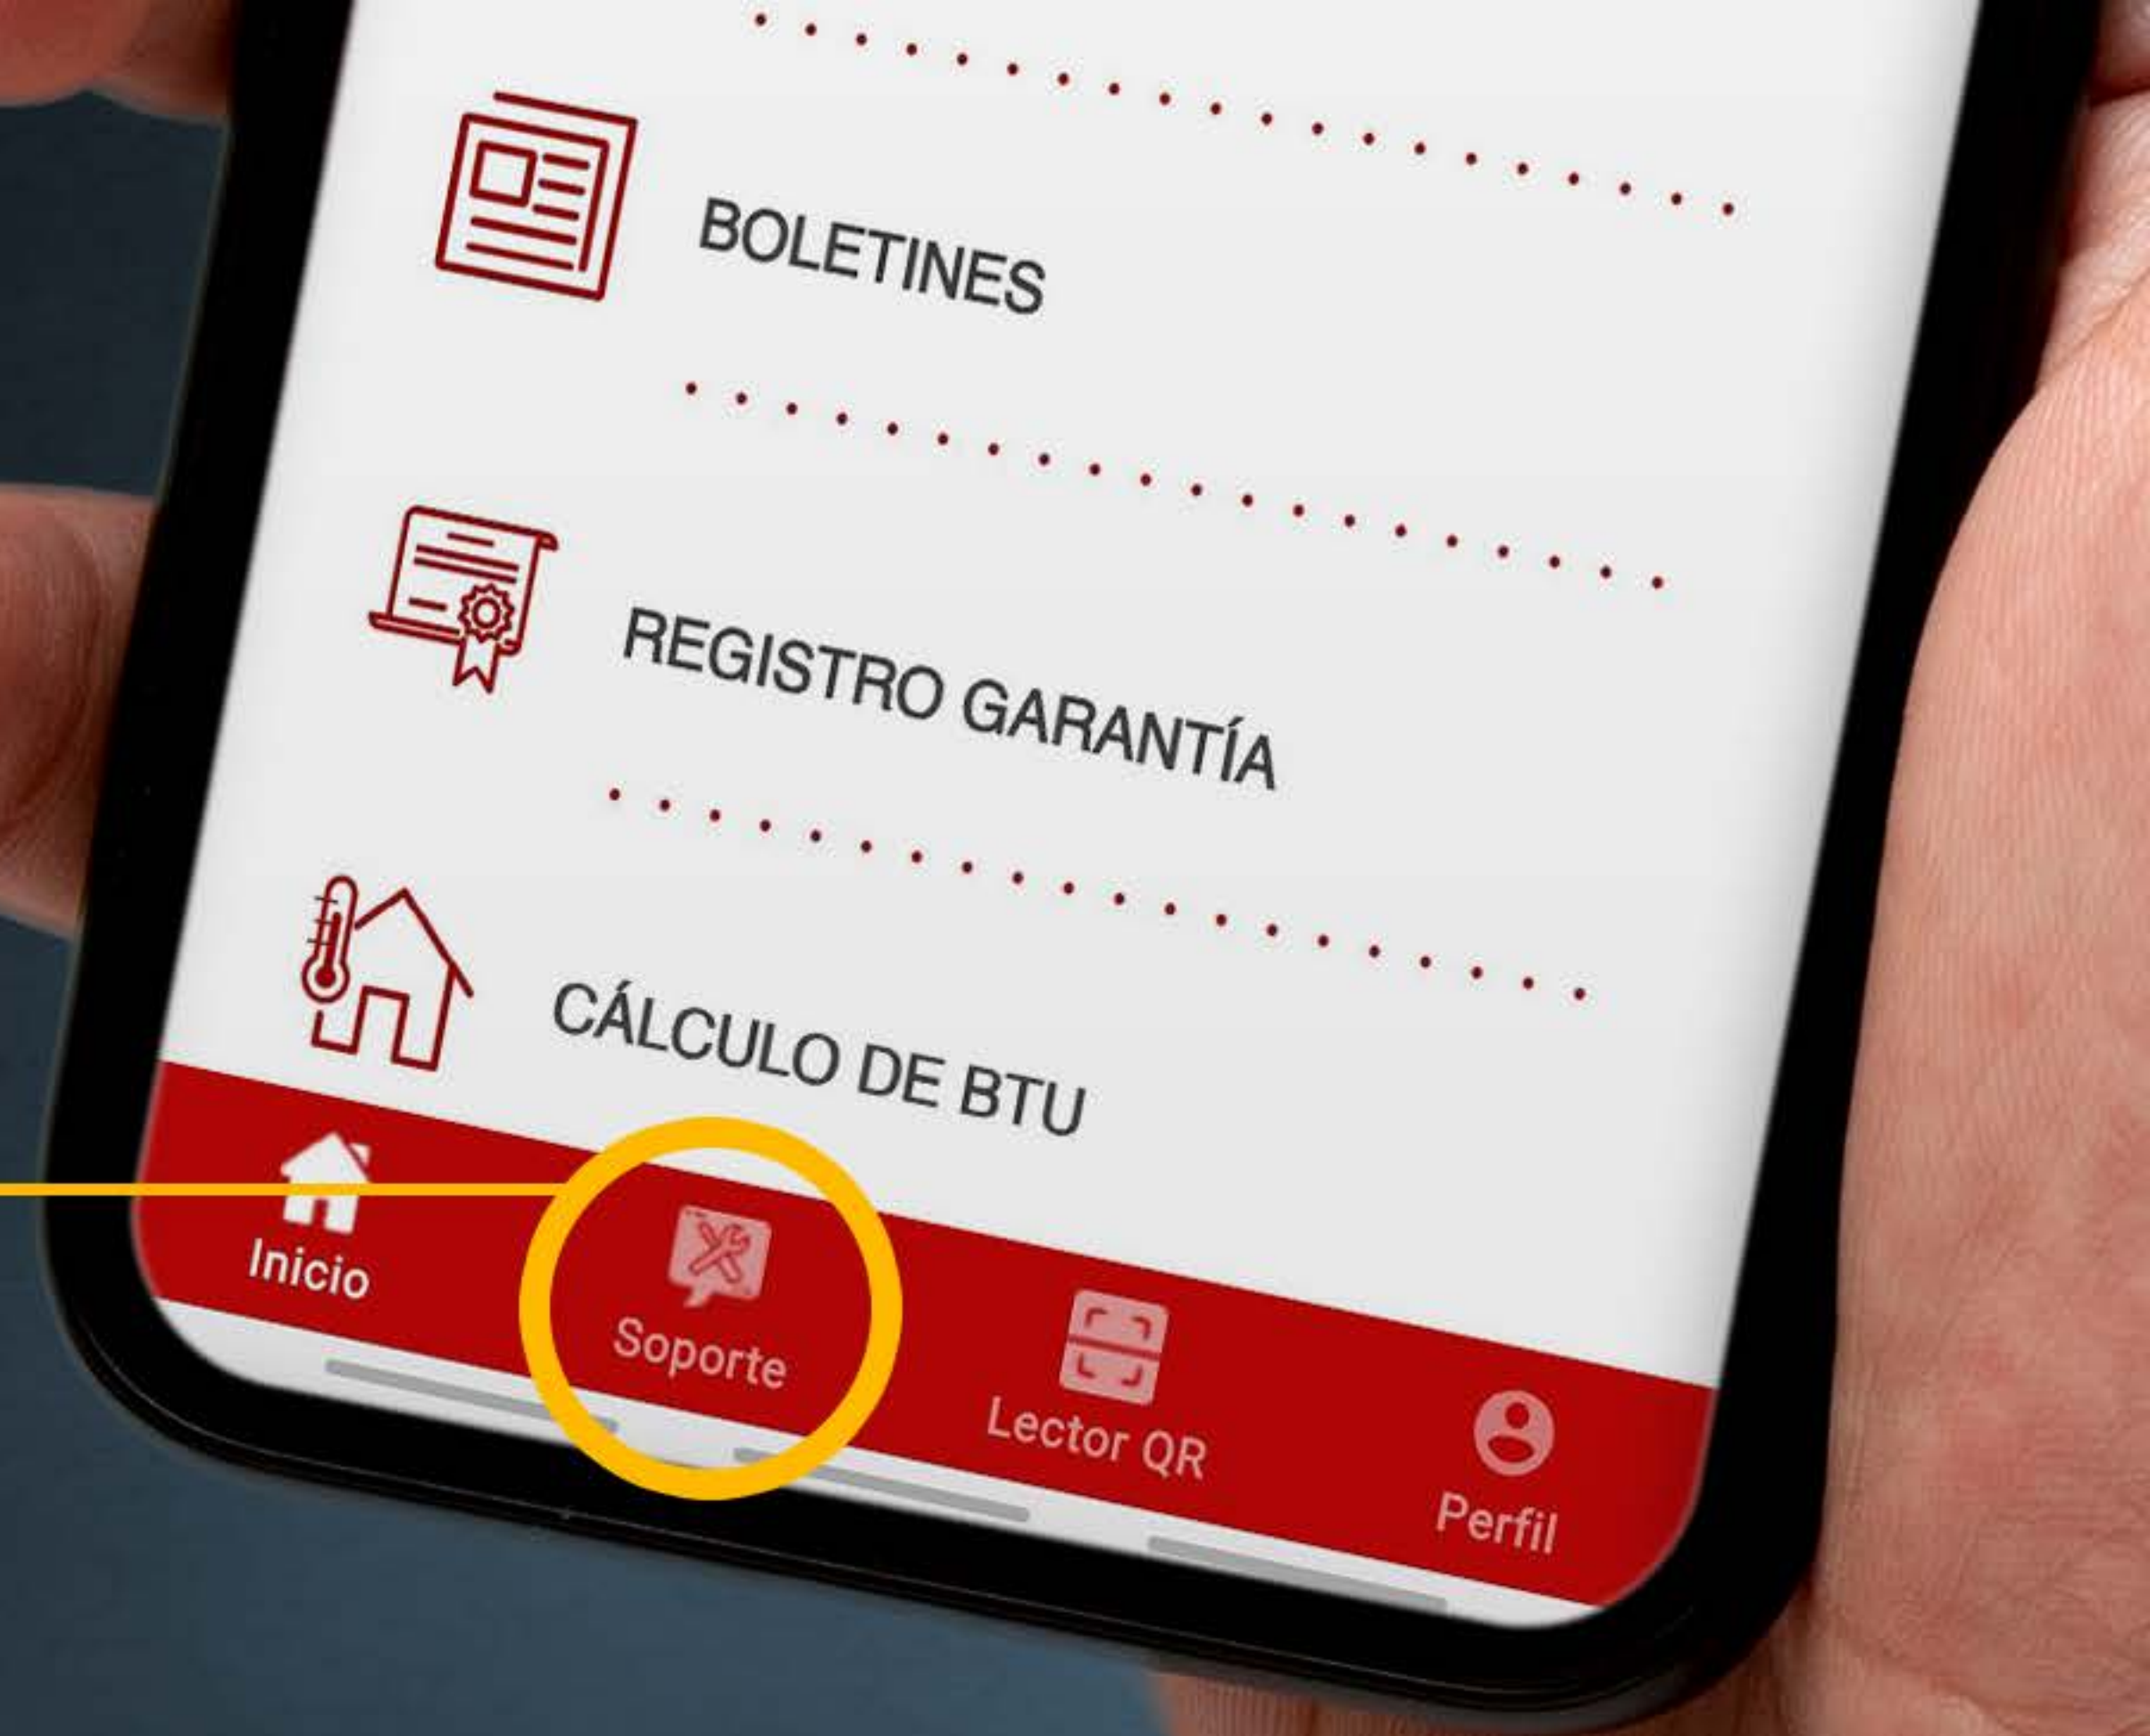 BOLETINES
REGISTRO GARANTÍA
CÁLCULO DE BTU
Inicio
Soporte
Lector QR
Perfil